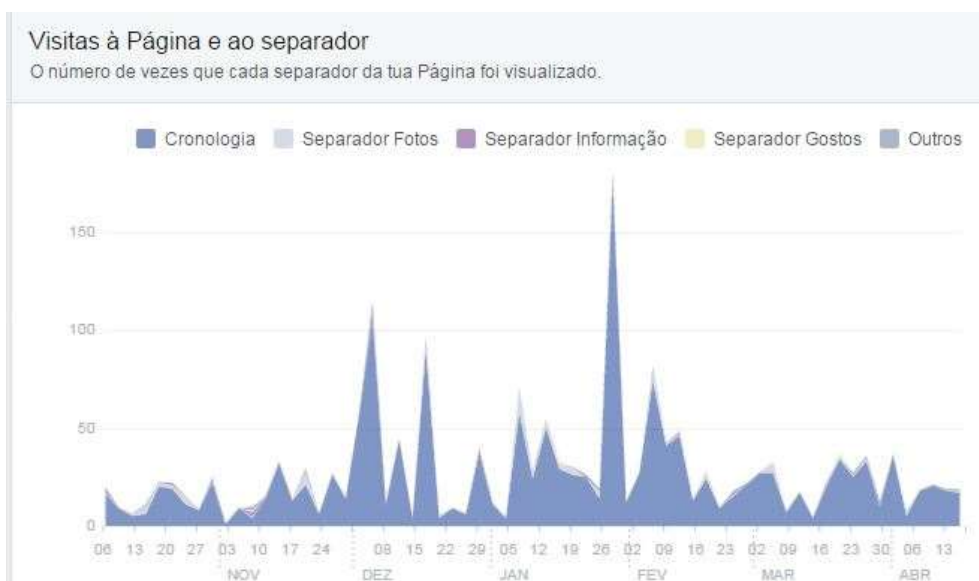 Visitas à Página e ao separador
O número de vezes que cada separador da tua Página foi visualizado.
Cronologia Separador Fotos Separador Informação Separador Gostos Outros
150
100
50
0
06 13 20 27 03 10 17 24 08 15 22 29 05 12 19 26 02 09 16 23 02 09 16 23 30 06 13
NOV DEZ JAN FEV MAR ABR